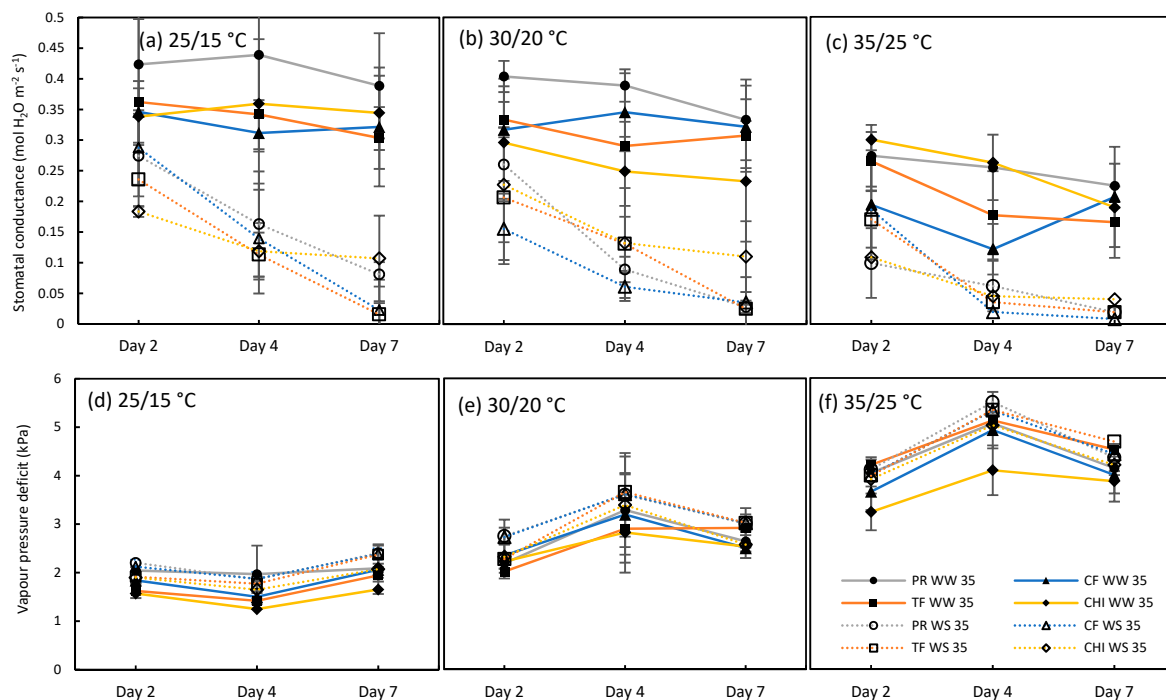 (a) 25/15 °C
(b) 30/20 °C
(c) 35/25 °C
Stomatal conductance (mol H₂O m⁻² s⁻¹)
0.5
0.45
0.4
0.35
0.3
0.25
0.2
0.15
0.1
0.05
0
Day 2 Day 4 Day 7
Day 2 Day 4 Day 7
Day 2 Day 4 Day 7
(d) 25/15 °C
(e) 30/20 °C
(f) 35/25 °C
Vapour pressure deficit (kPa)
6
5
4
3
2
1
0
PR WW 35 CF WW 35
TF WW 35 CHI WW 35
PR WS 35 CF WS 35
TF WS 35 CHI WS 35
Day 2 Day 4 Day 7
Day 2 Day 4 Day 7
Day 2 Day 4 Day 7